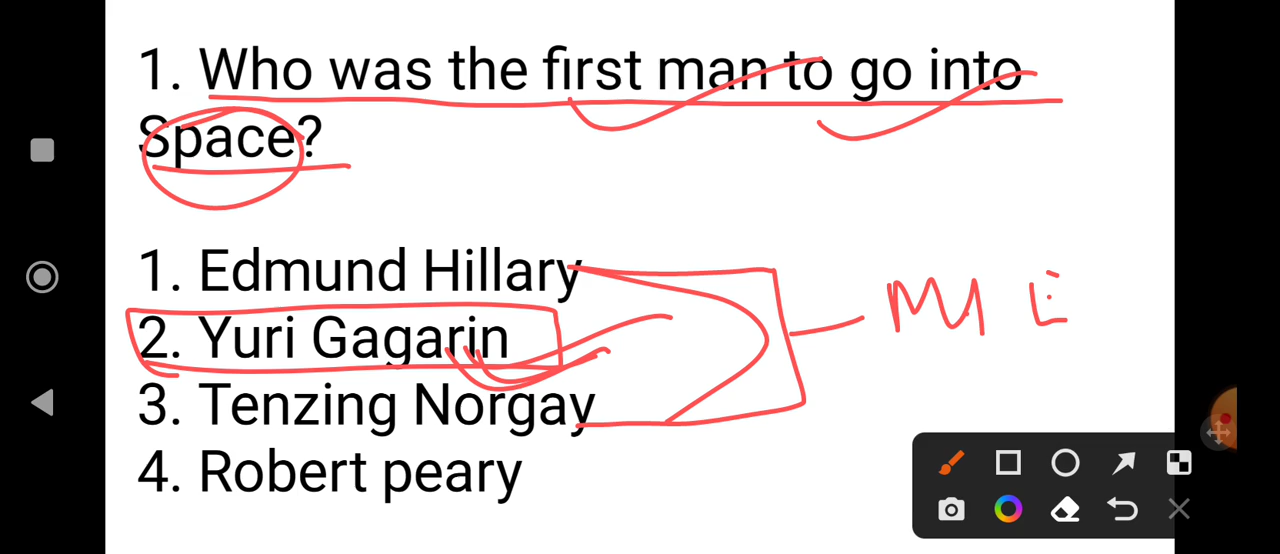 1. Who was the first man to go into
Space?
1. Edmund Hillary
2. Yuri Gagarin
3. Tenzing Norgay
4. Robert peary
M E